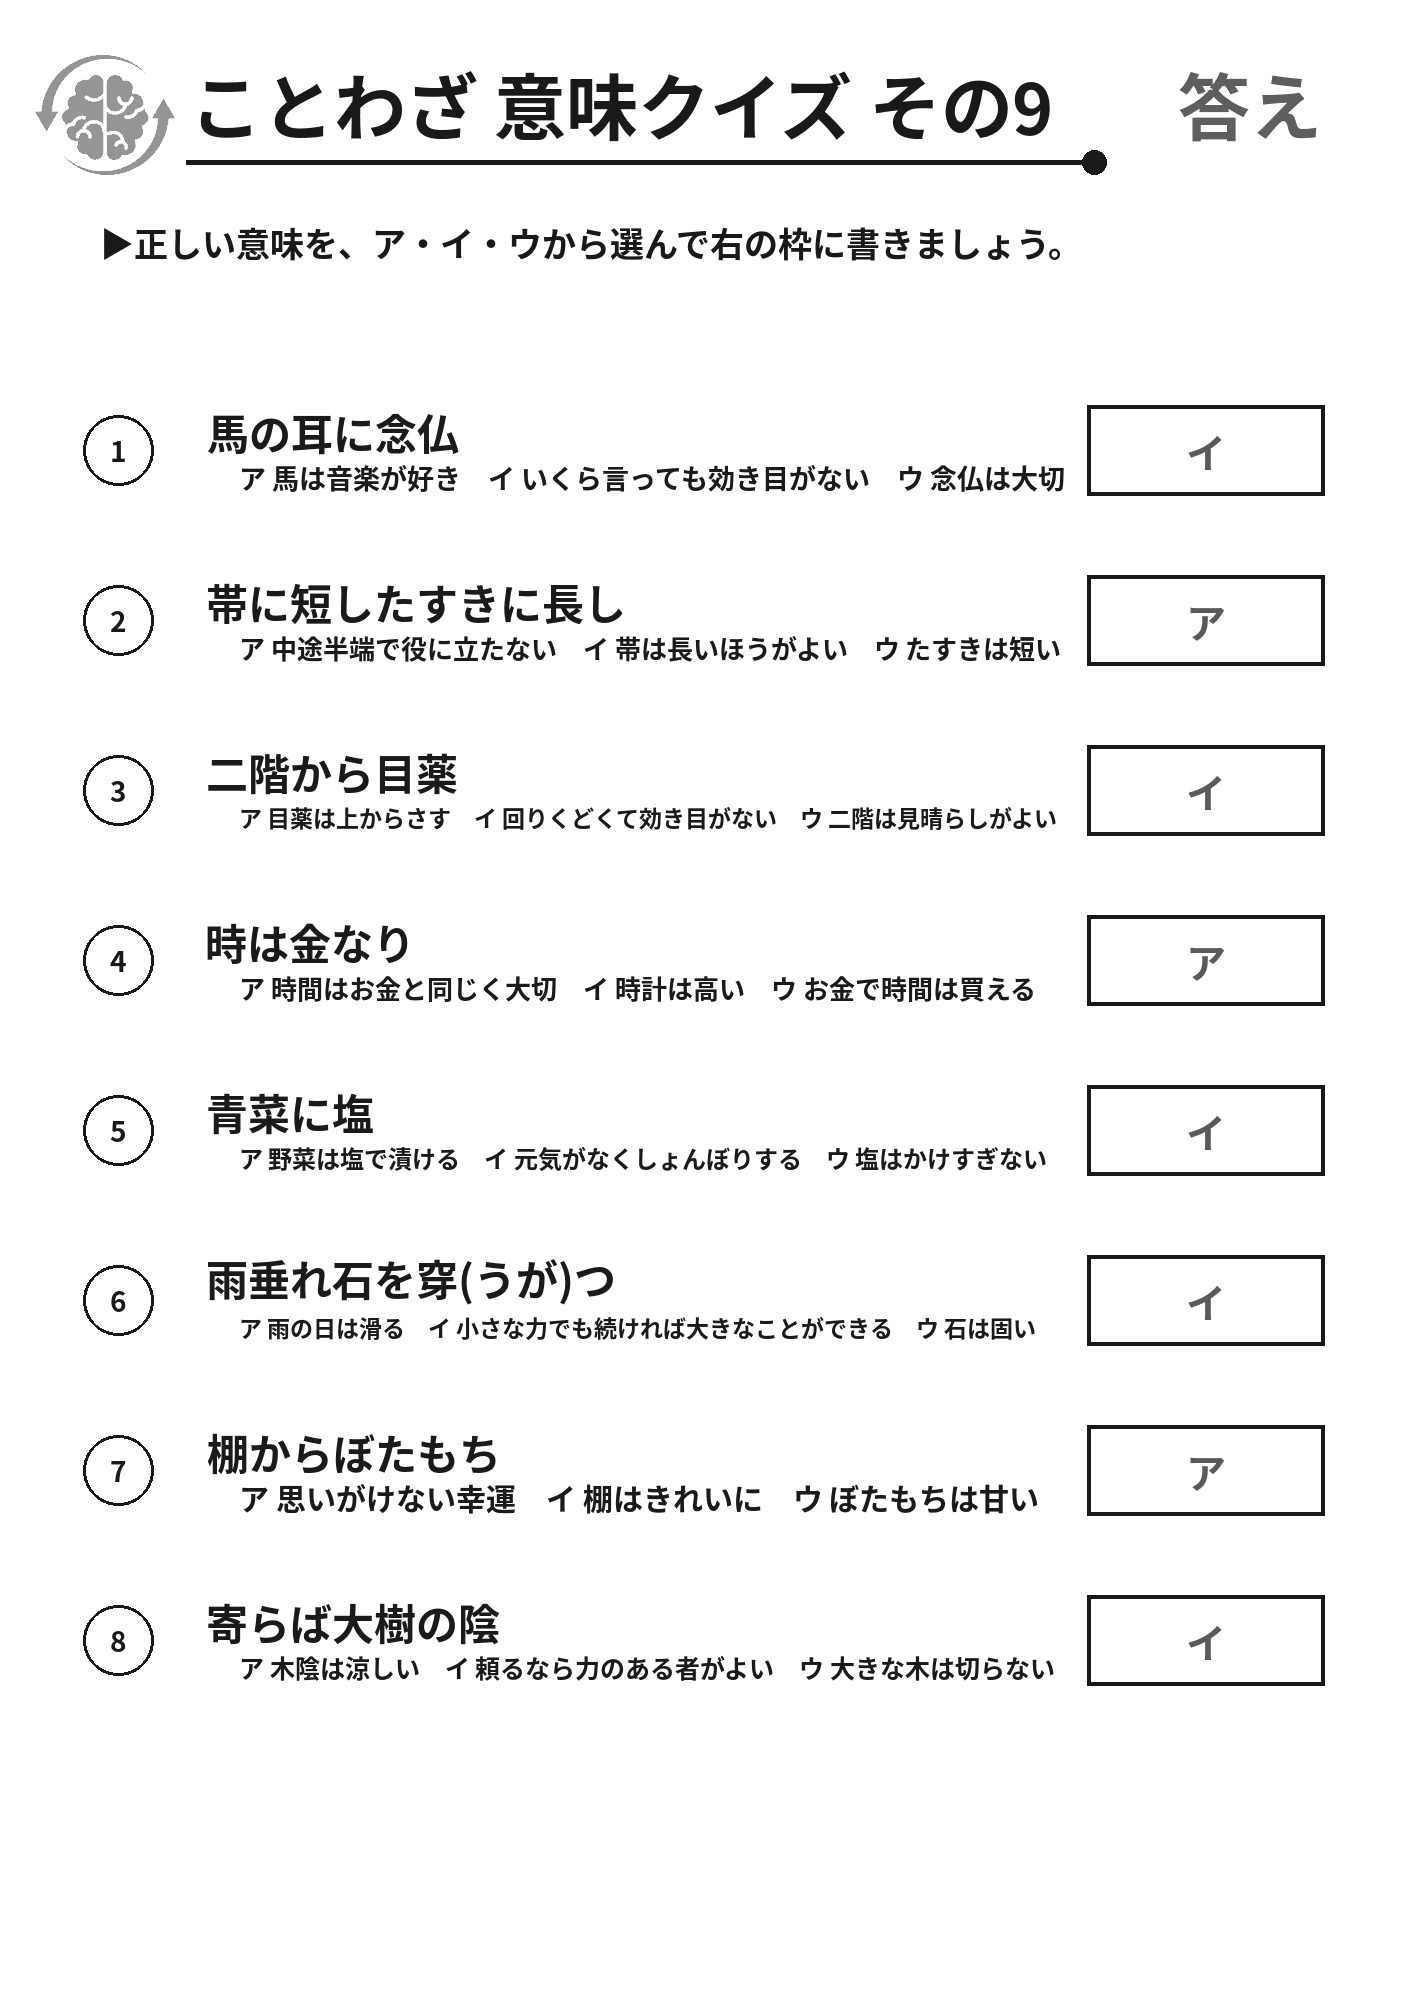 ことわざ 意味クイズ その9　答え
▶正しい意味を、ア・イ・ウから選んで右の枠に書きましょう。
1 馬の耳に念仏
ア 馬は音楽が好き　イ いくら言っても効き目がない　ウ 念仏は大切
イ
2 帯に短したすきに長し
ア 中途半端で役に立たない　イ 帯は長いほうがよい　ウ たすきは短い
ア
3 二階から目薬
ア 目薬は上からさす　イ 回りくどくて効き目がない　ウ 二階は見晴らしがよい
イ
4 時は金なり
ア 時間はお金と同じく大切　イ 時計は高い　ウ お金で時間は買える
ア
5 青菜に塩
ア 野菜は塩で漬ける　イ 元気がなくしょんぼりする　ウ 塩はかけすぎない
イ
6 雨垂れ石を穿(うが)つ
ア 雨の日は滑る　イ 小さな力でも続ければ大きなことができる　ウ 石は固い
イ
7 棚からぼたもち
ア 思いがけない幸運　イ 棚はきれいに　ウ ぼたもちは甘い
ア
8 寄らば大樹の陰
ア 木陰は涼しい　イ 頼るなら力のある者がよい　ウ 大きな木は切らない
イ